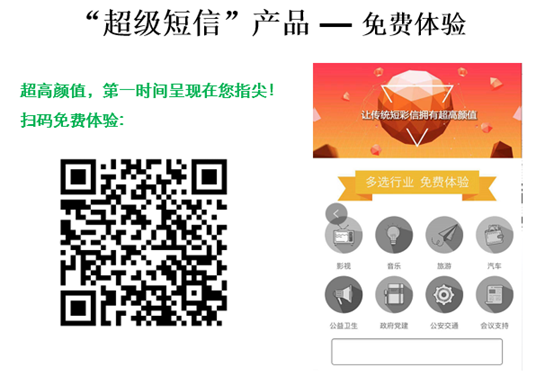 “超级短信”产品 — 免费体验
超高颜值，第一时间呈现在您指尖！
扫码免费体验：
让传统短彩信拥有超高颜值
多选行业 免费体验
影视 音乐 旅游 汽车
公益卫生 政府党建 公安交通 会议支持